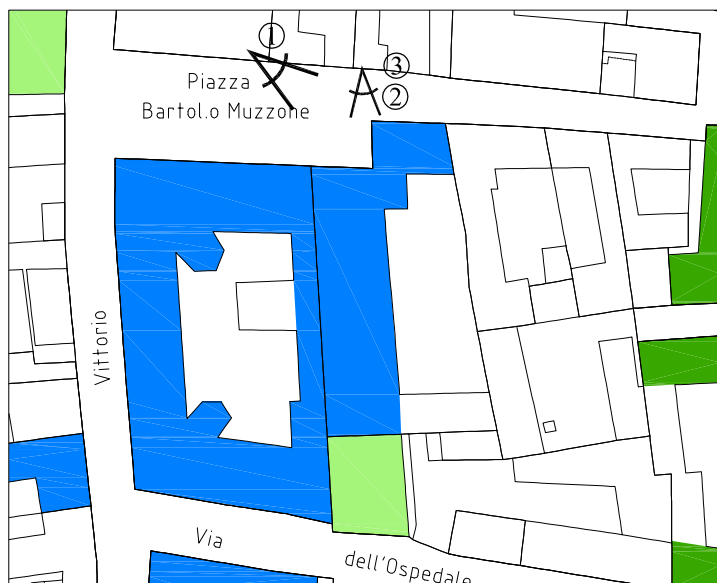 ①
Piazza
③
②
Bartol.o Muzzone
Vittorio
Via
dell'Ospedale